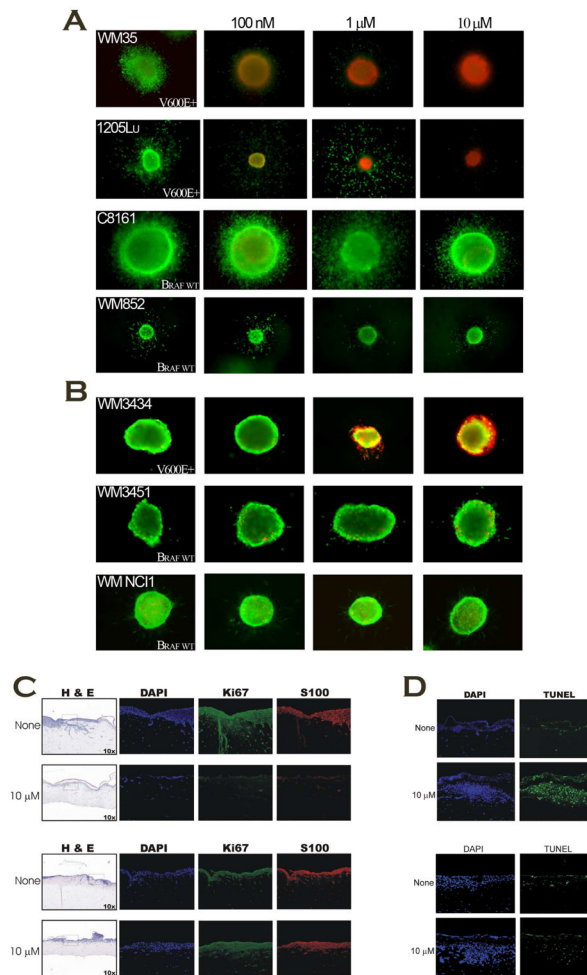 A
100 nM 1 µM 10 µM
WM35
V600E+
1205LU
V600E+
C8161
BRAF WT
WM852
BRAF WT
B
WM3434
V600E+
WM3451
BRAF WT
WM NCI1
BRAF WT
C
H & E DAPI Ki67 S100
None
10x
10 µM
10x
H & E DAPI Ki67 S100
None
10x
10 µM
10x
D
DAPI TUNEL
None
10 µM
DAPI TUNEL
None
10 µM